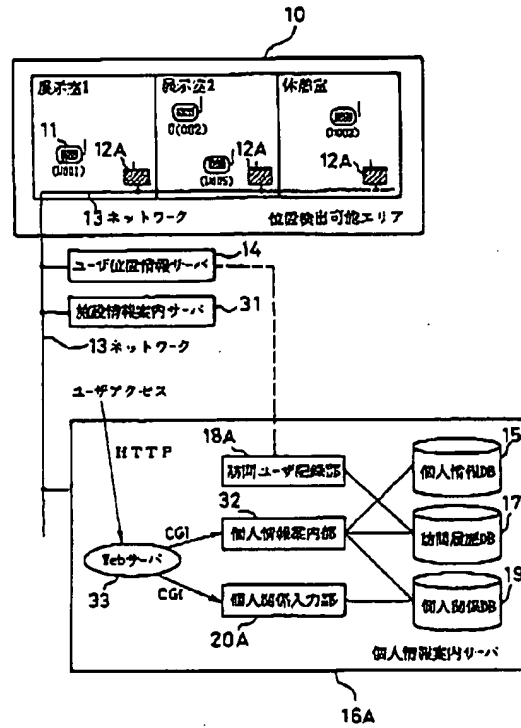 10
展示室1
展示室2
休憩室
11
(U001)
12A
U(002)
12A
(U005)
12A
13 ネットワーク
位置検出可能エリア
14
ユーザ位置情報サーバ
31
施設情報案内サーバ
13 ネットワーク
ユーザアクセス
HTTP
18A
訪問ユーザ記録部
15
個人情報DB
32
CGI
個人情報案内部
17
訪問履歴DB
Webサーバ
33
CGI
個人関係入力部
20A
19
個人関係DB
個人情報案内サーバ
16A